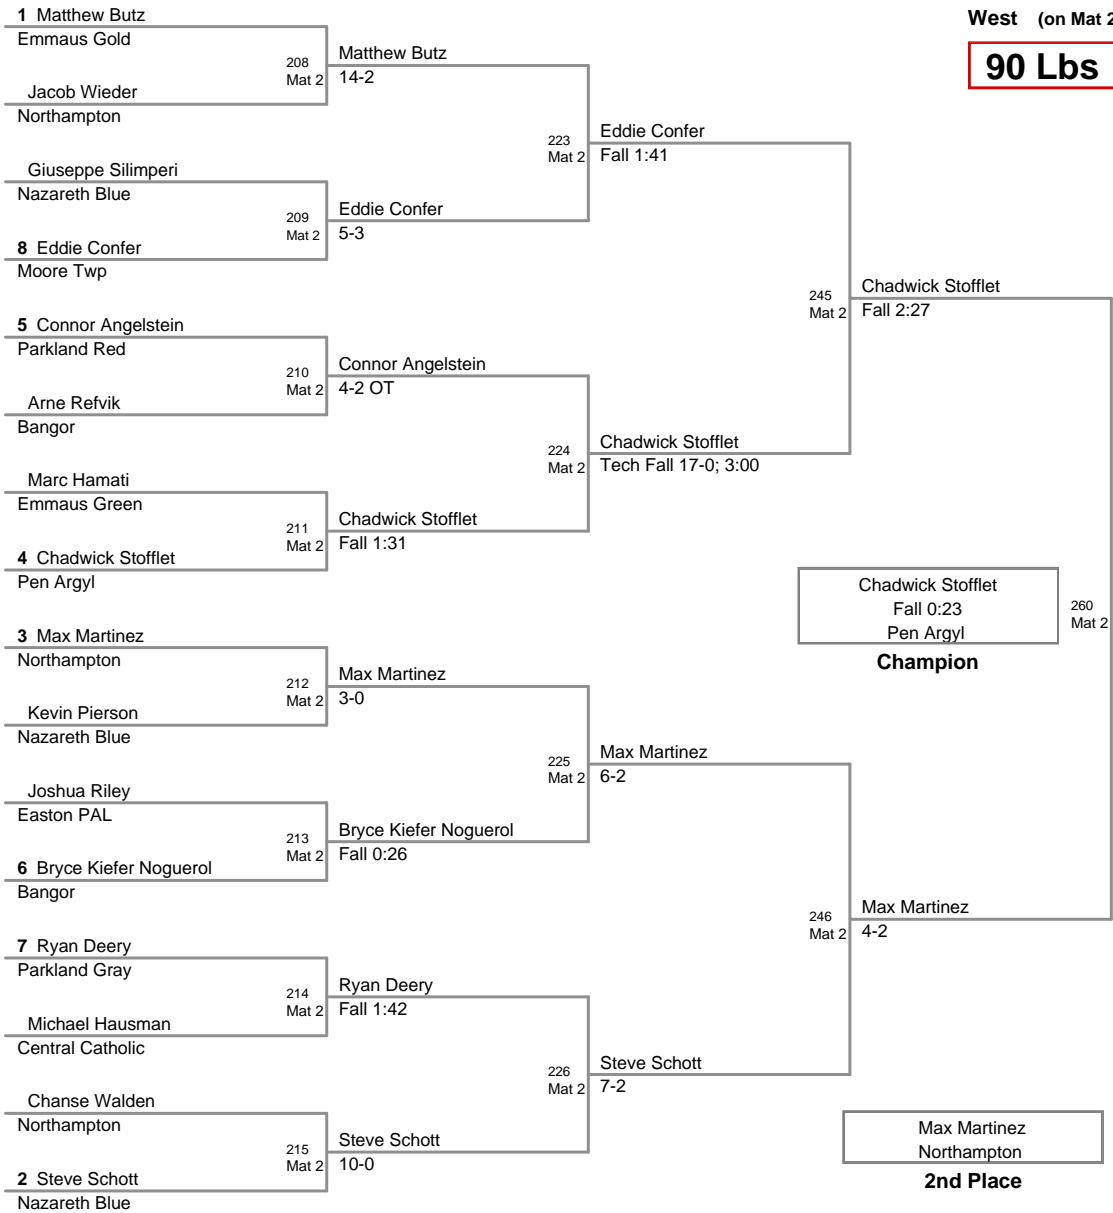 West (on Mat 2
90 Lbs
1 Matthew Butz
Emmaus Gold
Jacob Wieder
Northampton
Giuseppe Silimperi
Nazareth Blue
8 Eddie Confer
Moore Twp
5 Connor Angelstein
Parkland Red
Arne Refvik
Bangor
Marc Hamati
Emmaus Green
4 Chadwick Stofflet
Pen Argyl
3 Max Martinez
Northampton
Kevin Pierson
Nazareth Blue
Joshua Riley
Easton PAL
6 Bryce Kiefer Noguerol
Bangor
7 Ryan Deery
Parkland Gray
Michael Hausman
Central Catholic
Chanse Walden
Northampton
2 Steve Schott
Nazareth Blue
208
Mat 2
Matthew Butz
14-2
209
Mat 2
Eddie Confer
5-3
210
Mat 2
Connor Angelstein
4-2 OT
211
Mat 2
Chadwick Stofflet
Fall 1:31
212
Mat 2
Max Martinez
3-0
213
Mat 2
Bryce Kiefer Noguerol
Fall 0:26
214
Mat 2
Ryan Deery
Fall 1:42
215
Mat 2
Steve Schott
10-0
223
Mat 2
Eddie Confer
Fall 1:41
224
Mat 2
Chadwick Stofflet
Tech Fall 17-0; 3:00
225
Mat 2
Max Martinez
6-2
226
Mat 2
Steve Schott
7-2
245
Mat 2
Chadwick Stofflet
Fall 2:27
246
Mat 2
Max Martinez
4-2
260
Mat 2
Chadwick Stofflet
Fall 0:23
Pen Argyl
Champion
Max Martinez
Northampton
2nd Place